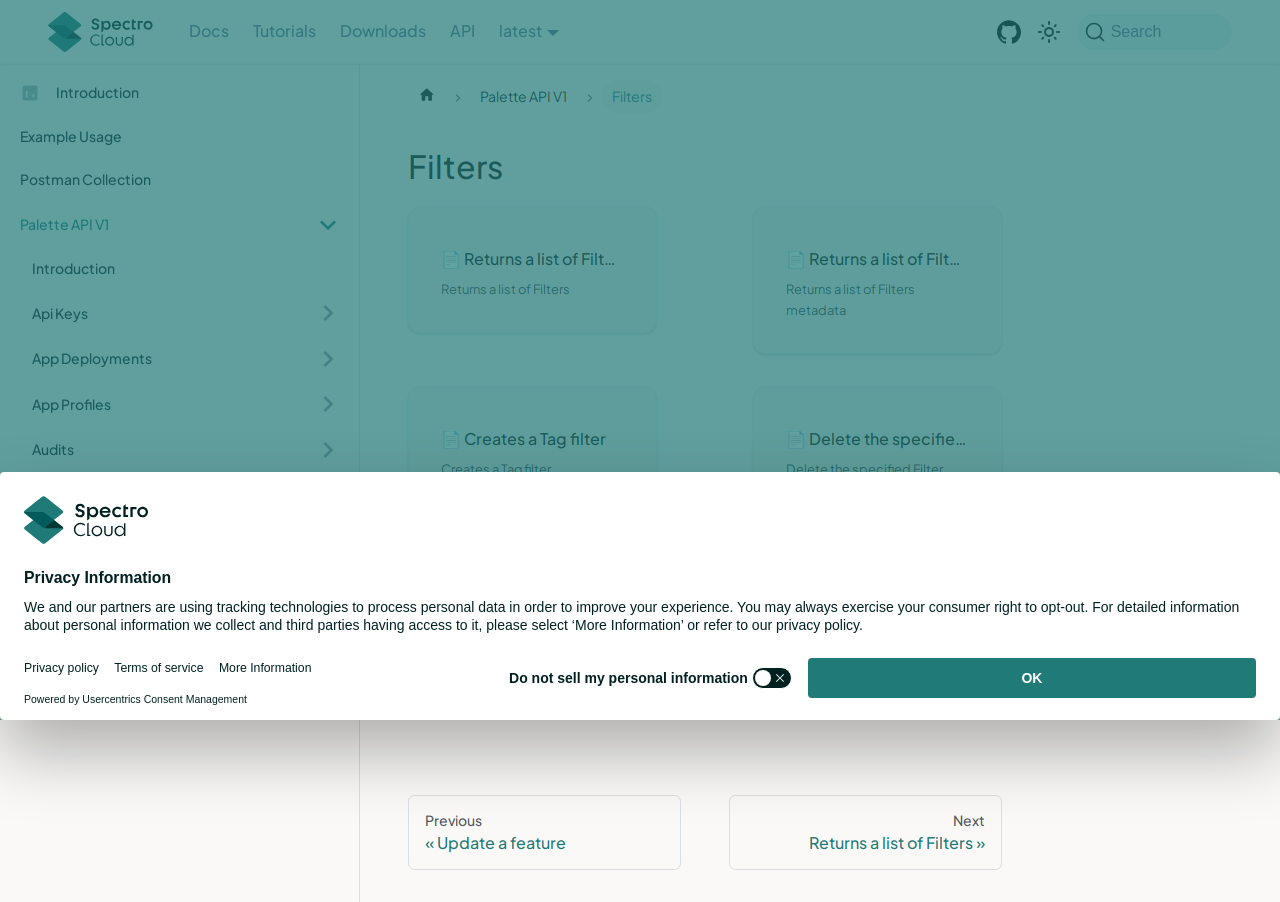 Spectro
Cloud
Docs
Tutorials
Downloads
API
latest
Search
Introduction
Example Usage
Postman Collection
Palette API V1
Introduction
Api Keys
App Deployments
App Profiles
Audits
Palette API V1
Filters
Filters
Returns a list of Filt…
Returns a list of Filters
Returns a list of Filt…
Returns a list of Filters
metadata
Creates a Tag filter
Creates a Tag filter
Delete the specifie…
Delete the specified Filter
Spectro
Cloud
Privacy Information
We and our partners are using tracking technologies to process personal data in order to improve your experience. You may always exercise your consumer right to opt-out. For detailed information
about personal information we collect and third parties having access to it, please select ‘More Information’ or refer to our privacy policy.
Privacy policy
Terms of service
More Information
Do not sell my personal information
OK
Powered by Usercentrics Consent Management
Previous
« Update a feature
Next
Returns a list of Filters »